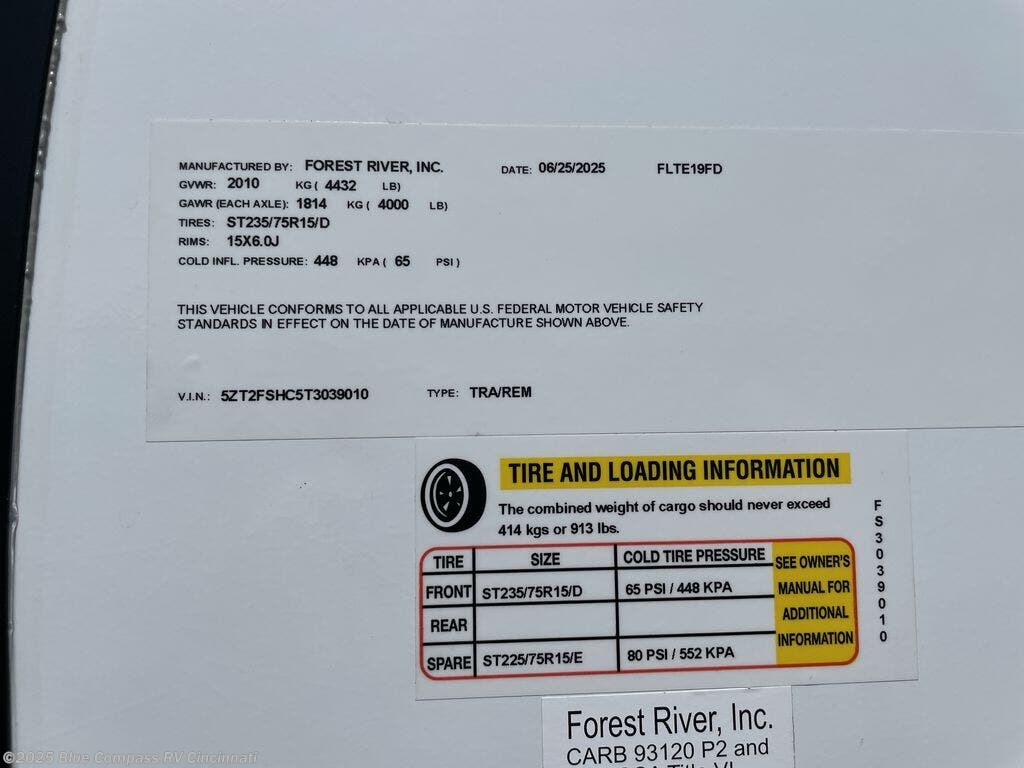 MANUFACTURED BY: FOREST RIVER, INC. DATE: 06/25/2025 FLTE19FD
GVWR: 2010 KG ( 4432 LB)
GAWR (EACH AXLE): 1814 KG ( 4000 LB)
TIRES: ST235/75R15/D
RIMS: 15X6.0J
COLD INFL. PRESSURE: 448 KPA ( 65 PSI )
THIS VEHICLE CONFORMS TO ALL APPLICABLE U.S. FEDERAL MOTOR VEHICLE SAFETY
STANDARDS IN EFFECT ON THE DATE OF MANUFACTURE SHOWN ABOVE.
V.I.N.: 5ZT2FSHC5T3039010 TYPE: TRA/REM
TIRE AND LOADING INFORMATION
The combined weight of cargo should never exceed
414 kgs or 913 lbs.
TIRE SIZE COLD TIRE PRESSURE
FRONT ST235/75R15/D 65 PSI / 448 KPA
REAR
SPARE ST225/75R15/E 80 PSI / 552 KPA
SEE OWNER'S
MANUAL FOR
ADDITIONAL
INFORMATION
FS3039010
Forest River, Inc.
CARB 93120 P2 and
Title VI
©2025 Blue Compass RV Cincinnati